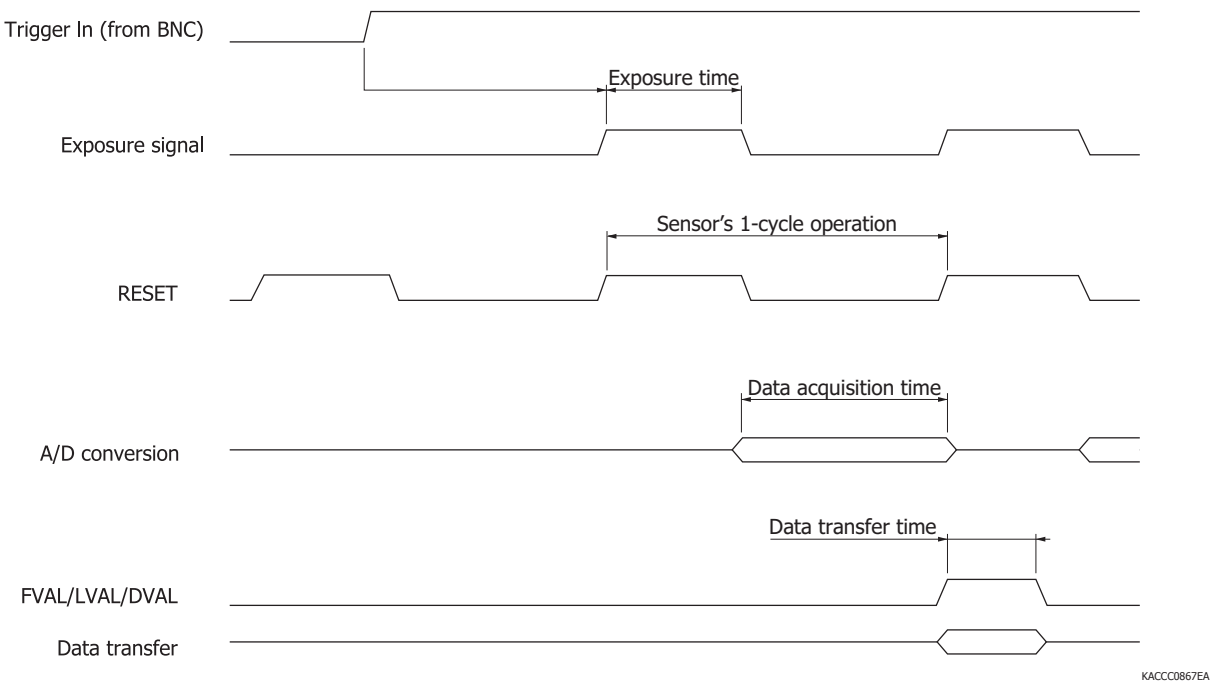 Trigger In (from BNC)
Exposure time
Exposure signal
Sensor's 1-cycle operation
RESET
Data acquisition time
A/D conversion
Data transfer time
FVAL/LVAL/DVAL
Data transfer
KACCC0867EA